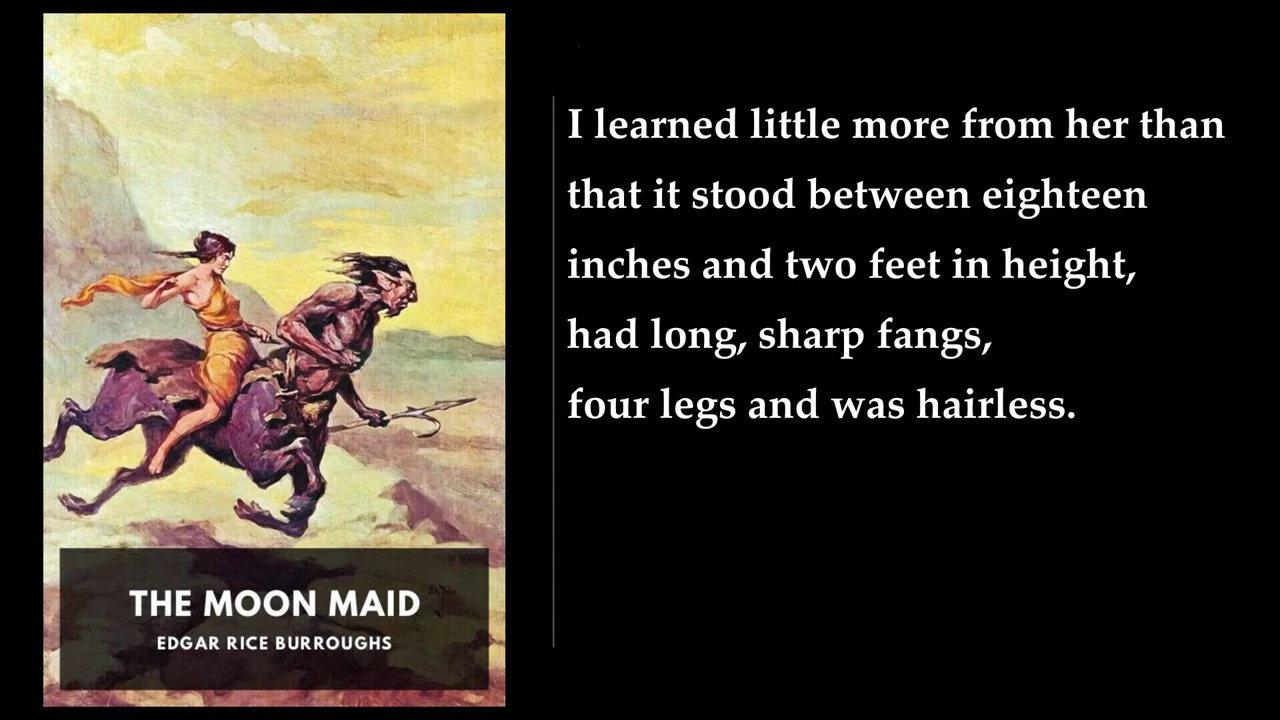 THE MOON MAID
EDGAR RICE BURROUGHS
I learned little more from her than
that it stood between eighteen
inches and two feet in height,
had long, sharp fangs,
four legs and was hairless.